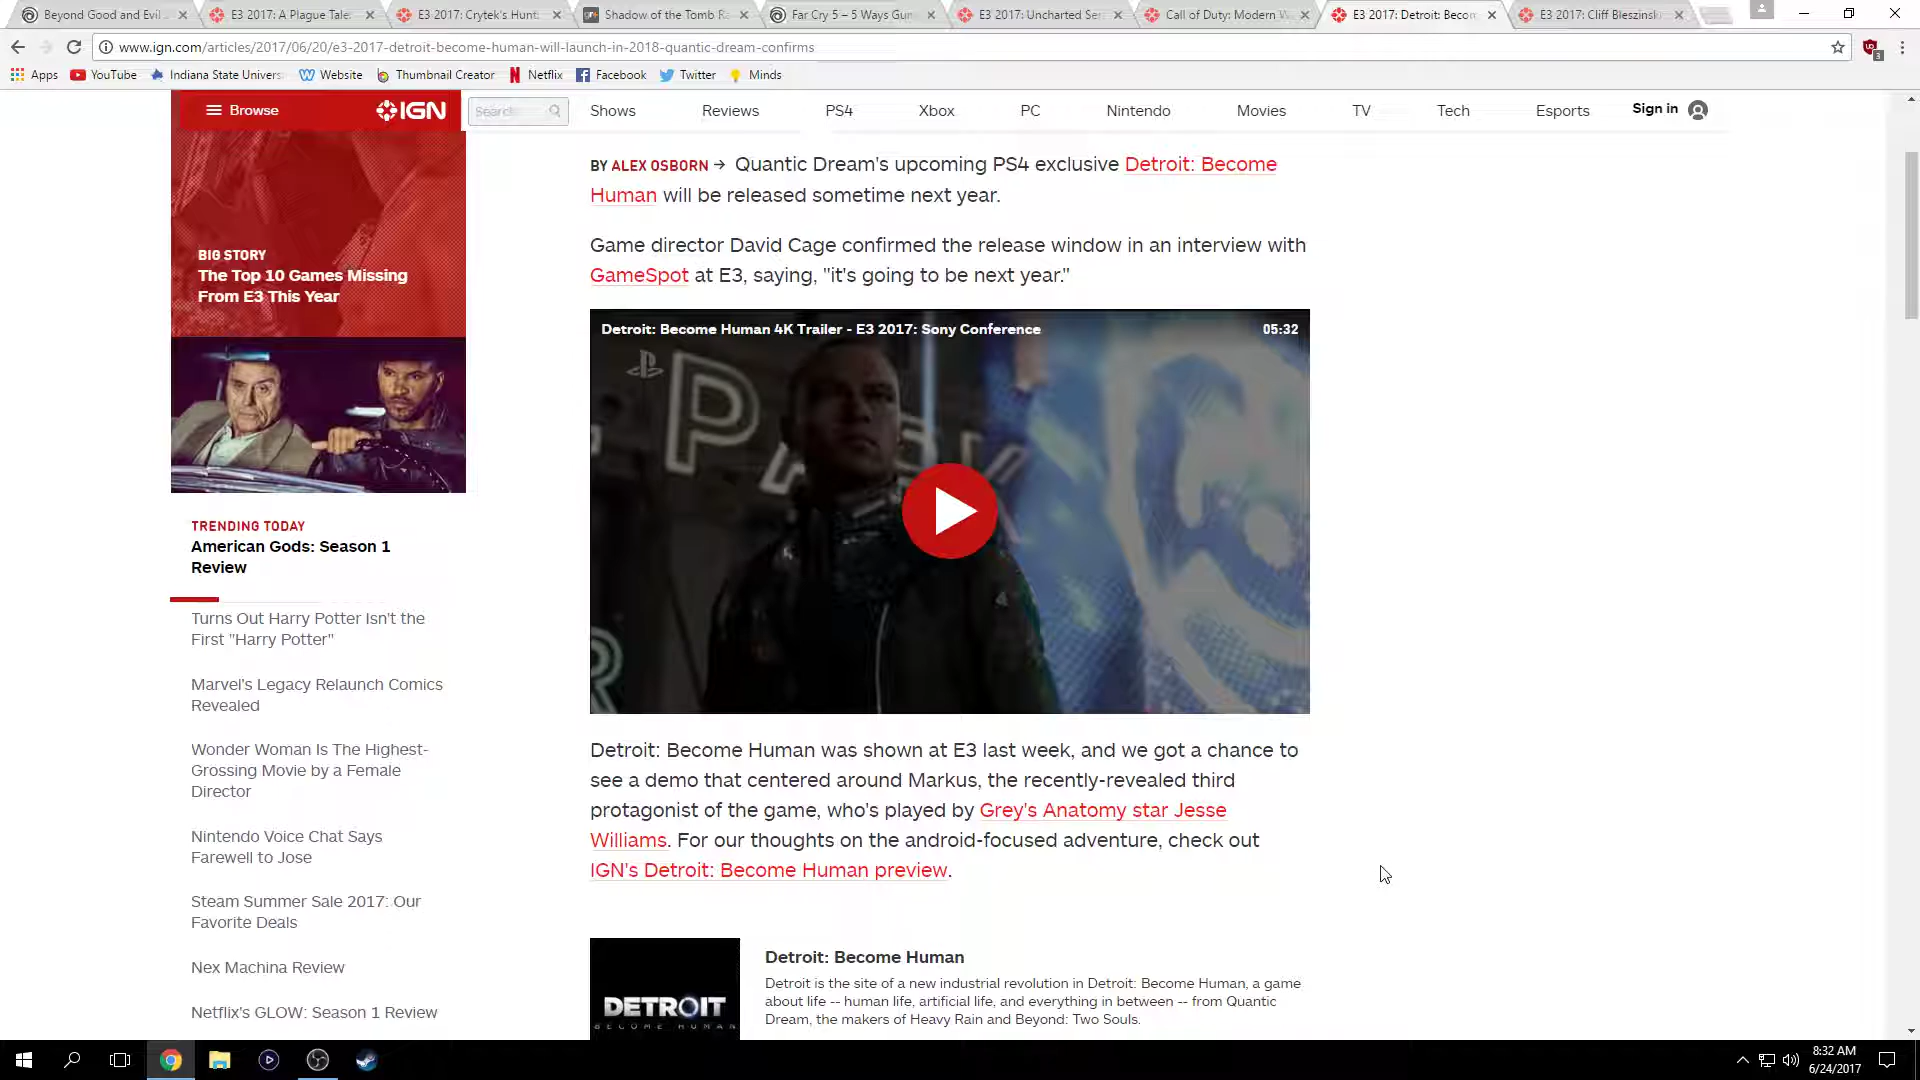 Beyond Good and Evil
E3 2017: A Plague Tale:
E3 2017: Crytek's Hunt:
Shadow of the Tomb R
Far Cry 5 – 5 Ways Gun
E3 2017: Uncharted Ser
Call of Duty: Modern W
E3 2017: Detroit: Becom
E3 2017: Cliff Bleszinski
www.ign.com/articles/2017/06/20/e3-2017-detroit-become-human-will-launch-in-2018-quantic-dream-confirms
3
Apps YouTube Indiana State Univers Website Thumbnail Creator Netflix Facebook Twitter Minds
Browse IGN Search Shows Reviews PS4 Xbox PC Nintendo Movies TV Tech Esports Sign in
BIG STORY
The Top 10 Games Missing
From E3 This Year
TRENDING TODAY
American Gods: Season 1
Review
Turns Out Harry Potter Isn't the
First "Harry Potter"
Marvel's Legacy Relaunch Comics
Revealed
Wonder Woman Is The Highest-
Grossing Movie by a Female
Director
Nintendo Voice Chat Says
Farewell to Jose
Steam Summer Sale 2017: Our
Favorite Deals
Nex Machina Review
Netflix's GLOW: Season 1 Review
BY ALEX OSBORN → Quantic Dream's upcoming PS4 exclusive Detroit: Become
Human will be released sometime next year.
Game director David Cage confirmed the release window in an interview with
GameSpot at E3, saying, "it's going to be next year."
Detroit: Become Human 4K Trailer - E3 2017: Sony Conference 05:32
Detroit: Become Human was shown at E3 last week, and we got a chance to
see a demo that centered around Markus, the recently-revealed third
protagonist of the game, who's played by Grey's Anatomy star Jesse
Williams. For our thoughts on the android-focused adventure, check out
IGN's Detroit: Become Human preview.
DETROIT
BECOME HUMAN
Detroit: Become Human
Detroit is the site of a new industrial revolution in Detroit: Become Human, a game
about life -- human life, artificial life, and everything in between -- from Quantic
Dream, the makers of Heavy Rain and Beyond: Two Souls.
8:32 AM
6/24/2017